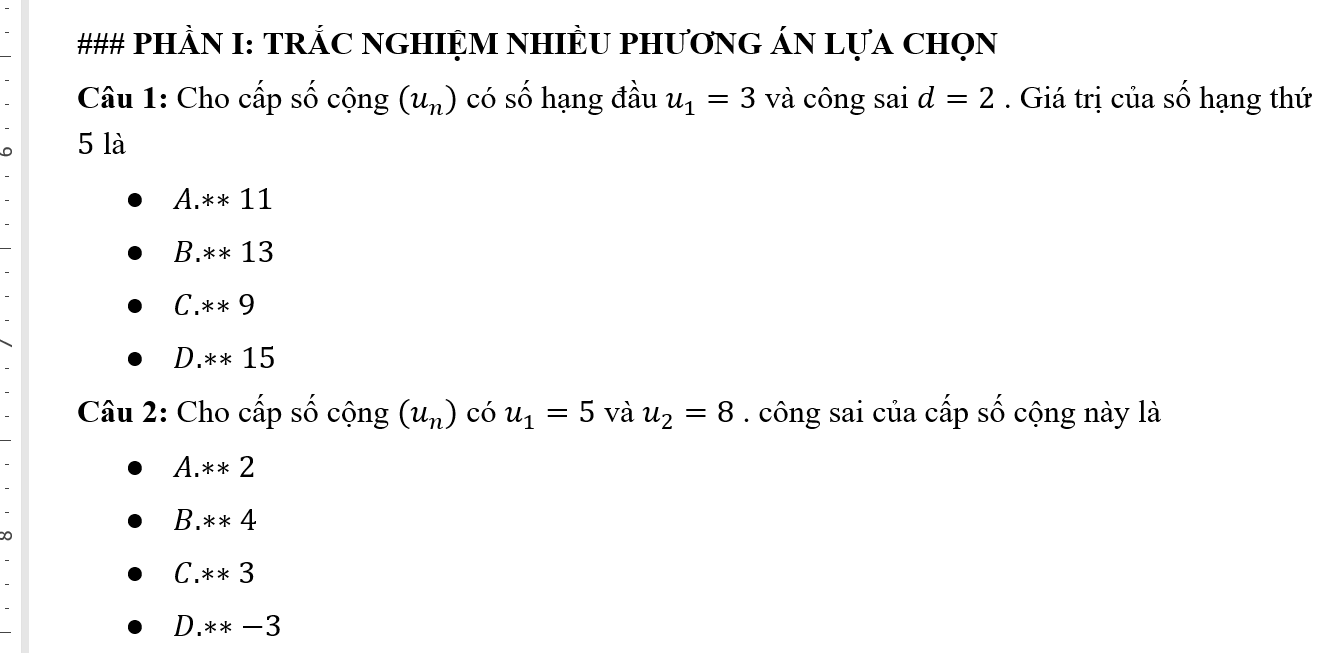 ### PHẦN I: TRẮC NGHIỆM NHIỀU PHƯƠNG ÁN LỰA CHỌN
Câu 1: Cho cấp số cộng (uₙ) có số hạng đầu u₁ = 3 và công sai d = 2 . Giá trị của số hạng thứ
5 là
● A.** 11
● B.** 13
● C.** 9
● D.** 15
Câu 2: Cho cấp số cộng (uₙ) có u₁ = 5 và u₂ = 8 . công sai của cấp số cộng này là
● A.** 2
● B.** 4
● C.** 3
● D.** −3
6
7
8